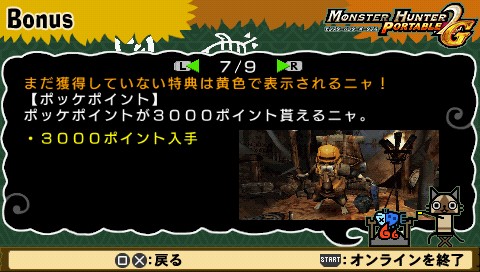 Bonus
MONSTER HUNTER
PORTABLE 2nd G
L 7/9 R
まだ獲得していない特典は黄色で表示されるニャ！
【ポッケポイント】
ポッケポイントが３０００ポイント貰えるニャ。
・３０００ポイント入手
:戻る
START:オンラインを終了